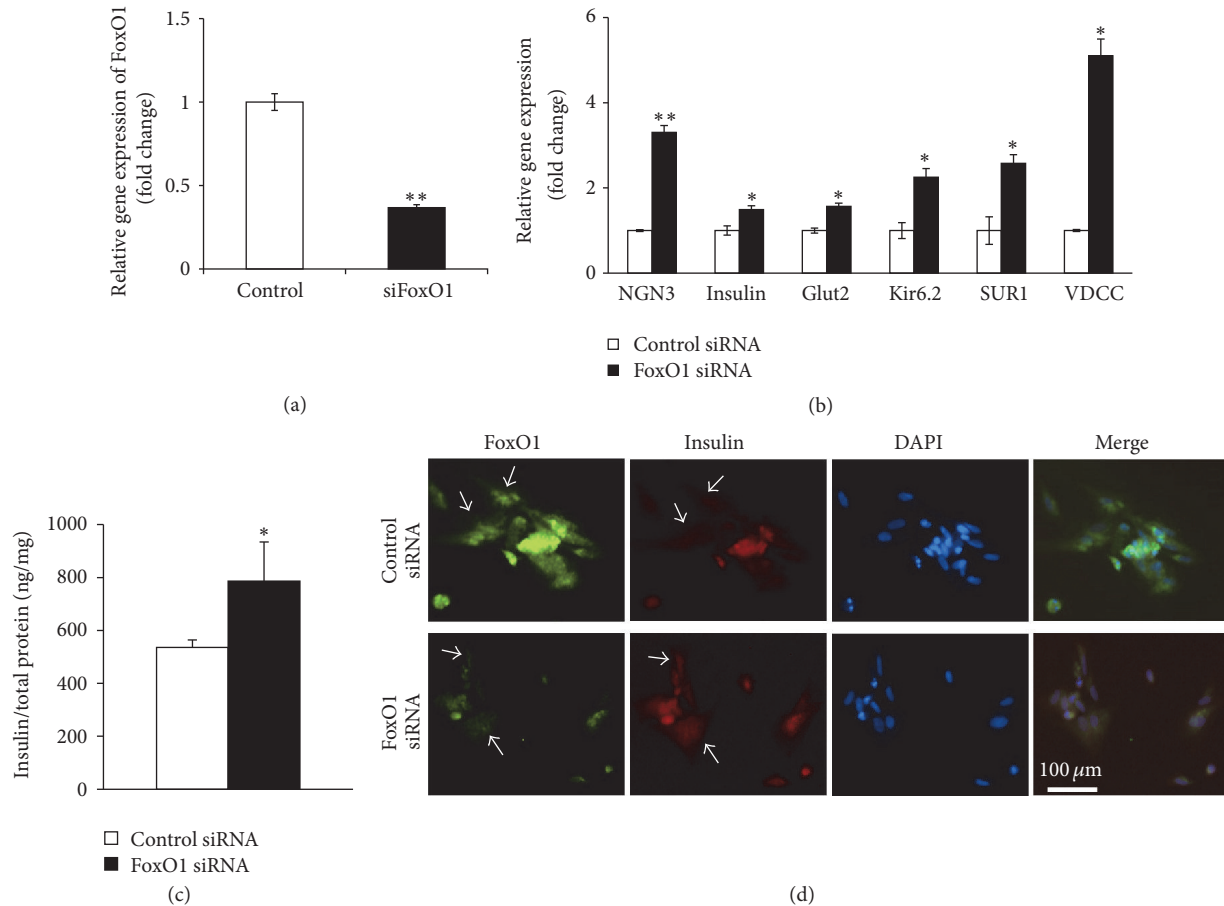 Relative gene expression of FoxO1
(fold change)
1.5
1
0.5
0
**
Control
siFoxO1
(a)
Relative gene expression
(fold change)
6
4
2
0
**
*
*
*
*
*
NGN3
Insulin
Glut2
Kir6.2
SUR1
VDCC
Control siRNA
FoxO1 siRNA
(b)
Insulin/total protein (ng/mg)
1000
800
600
400
200
0
*
Control siRNA
FoxO1 siRNA
(c)
FoxO1
Insulin
DAPI
Merge
Control
siRNA
FoxO1
siRNA
100 μm
(d)